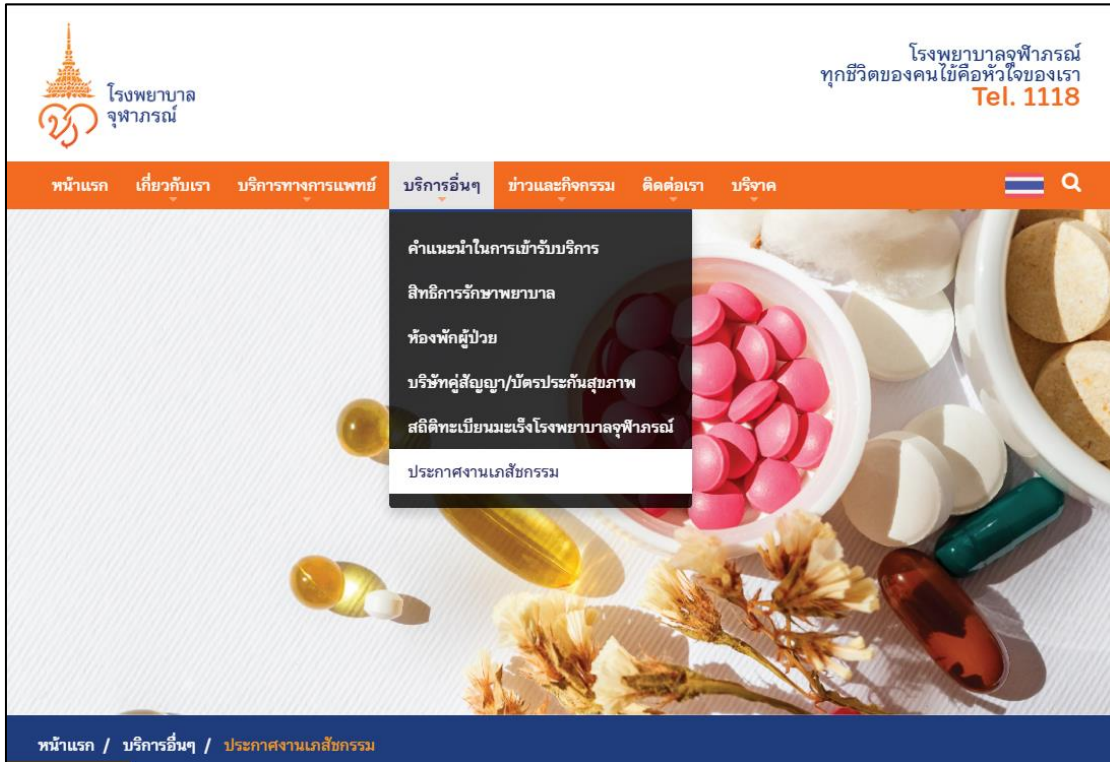 โรงพยาบาล
จุฬาภรณ์
โรงพยาบาลจุฬาภรณ์
ทุกชีวิตของคนไข้คือหัวใจของเรา
Tel. 1118
หน้าแรก เกี่ยวกับเรา บริการทางการแพทย์ บริการอื่นๆ ข่าวและกิจกรรม ติดต่อเรา บริจาค
คำแนะนำในการเข้ารับบริการ
สิทธิการรักษาพยาบาล
ห้องพักผู้ป่วย
บริษัทคู่สัญญา/บัตรประกันสุขภาพ
สถิติทะเบียนมะเร็งโรงพยาบาลจุฬาภรณ์
ประกาศงานเภสัชกรรม
หน้าแรก / บริการอื่นๆ / ประกาศงานเภสัชกรรม